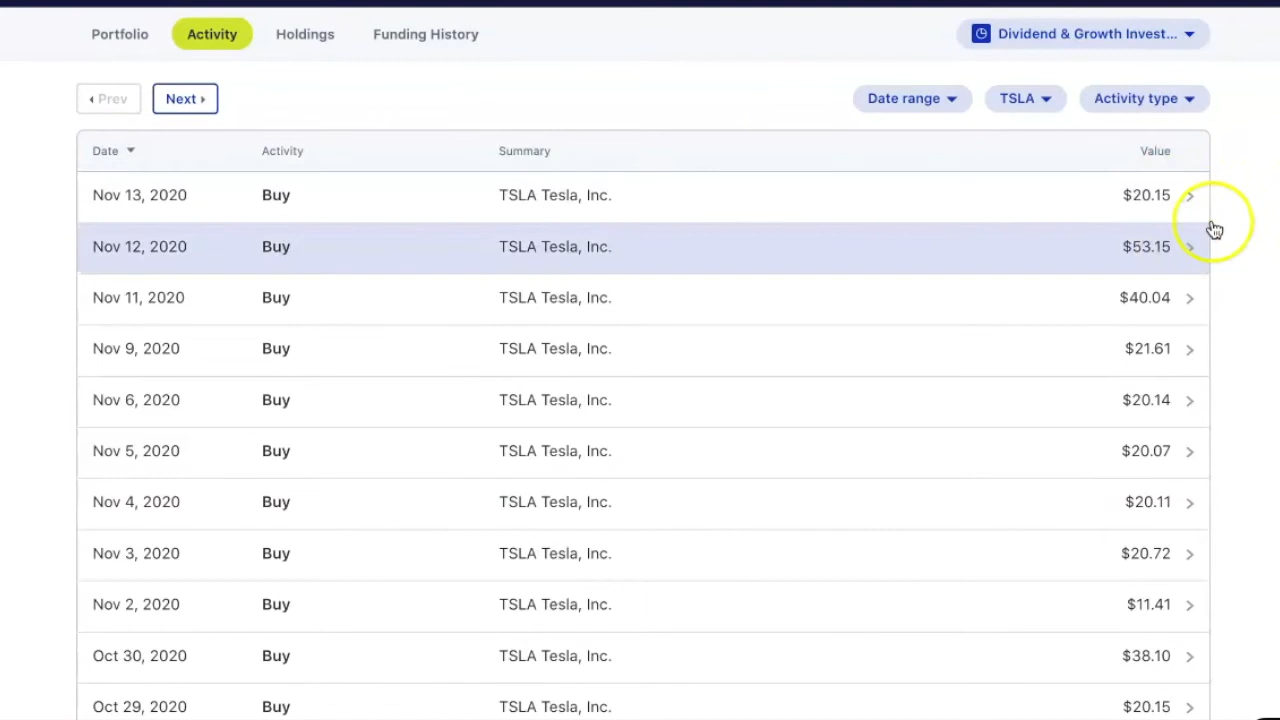 Portfolio Activity Holdings Funding History Dividend & Growth Invest...
Prev Next Date range TSLA Activity type
Date Activity Summary Value
Nov 13, 2020 Buy TSLA Tesla, Inc. $20.15
Nov 12, 2020 Buy TSLA Tesla, Inc. $53.15
Nov 11, 2020 Buy TSLA Tesla, Inc. $40.04
Nov 9, 2020 Buy TSLA Tesla, Inc. $21.61
Nov 6, 2020 Buy TSLA Tesla, Inc. $20.14
Nov 5, 2020 Buy TSLA Tesla, Inc. $20.07
Nov 4, 2020 Buy TSLA Tesla, Inc. $20.11
Nov 3, 2020 Buy TSLA Tesla, Inc. $20.72
Nov 2, 2020 Buy TSLA Tesla, Inc. $11.41
Oct 30, 2020 Buy TSLA Tesla, Inc. $38.10
Oct 29, 2020 Buy TSLA Tesla, Inc. $20.15